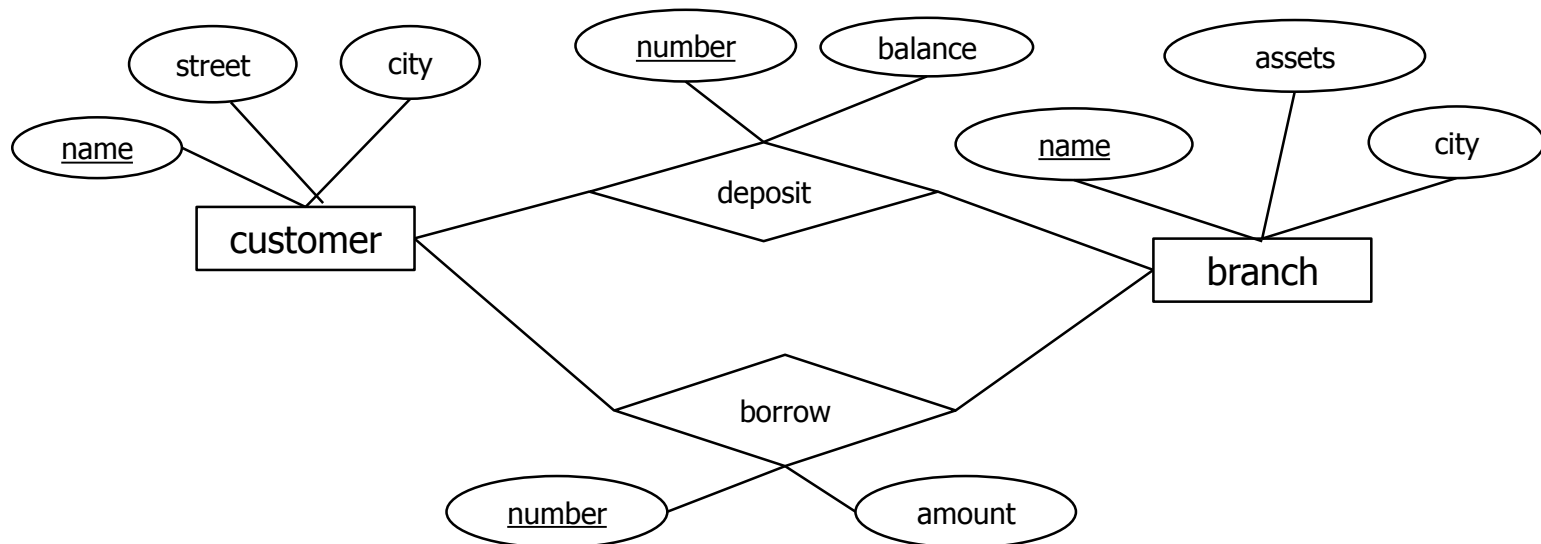 number
balance
street
city
assets
name
name
city
deposit
customer
branch
borrow
number
amount